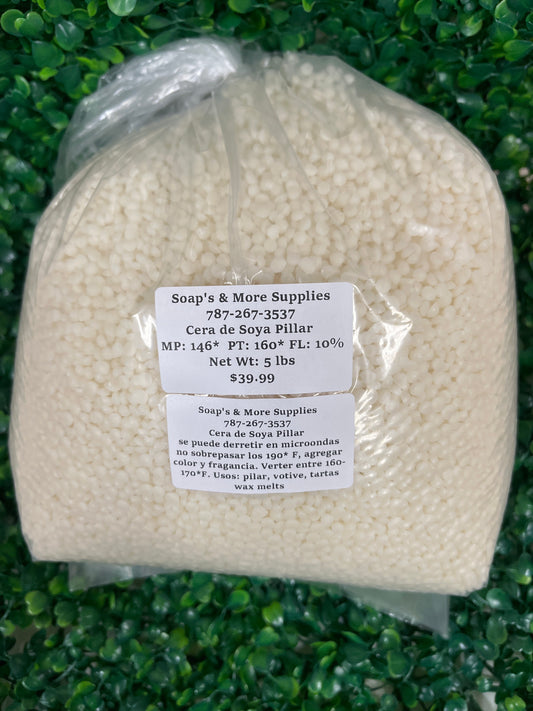 Soap's & More Supplies
787-267-3537
Cera de Soya Pillar
MP: 146* PT: 160* FL: 10%
Net Wt: 5 lbs
$39.99
Soap's & More Supplies
787-267-3537
Cera de Soya Pillar
se puede derretir en microondas
no sobrepasar los 190* F, agregar
color y fragancia. Verter entre 160-
170*F. Usos: pilar, votive, tartas
wax melts